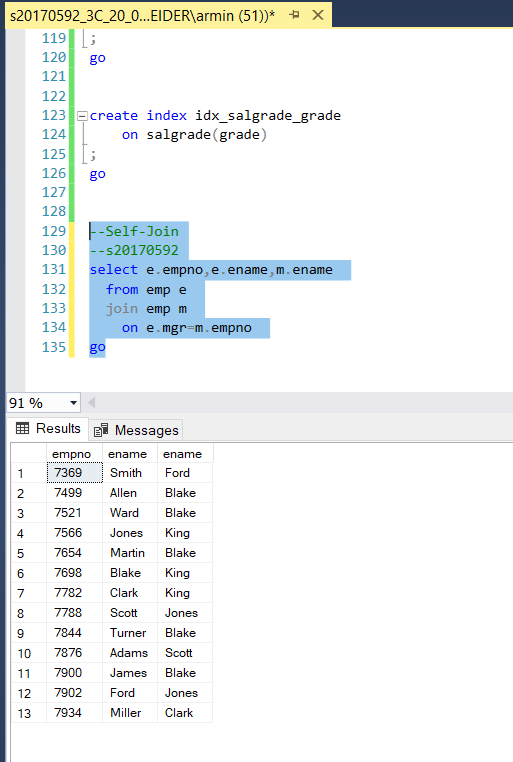 s20170592_3C_20_0...EIDER\armin (51))*
119 ;
120 go
121
122
123 create index idx_salgrade_grade
124 on salgrade(grade)
125 ;
126 go
127
128
129 --Self-Join
130 --s20170592
131 select e.empno,e.ename,m.ename
132 from emp e
133 join emp m
134 on e.mgr=m.empno
135 go
91 %
Results Messages
empno ename ename
1 7369 Smith Ford
2 7499 Allen Blake
3 7521 Ward Blake
4 7566 Jones King
5 7654 Martin Blake
6 7698 Blake King
7 7782 Clark King
8 7788 Scott Jones
9 7844 Turner Blake
10 7876 Adams Scott
11 7900 James Blake
12 7902 Ford Jones
13 7934 Miller Clark